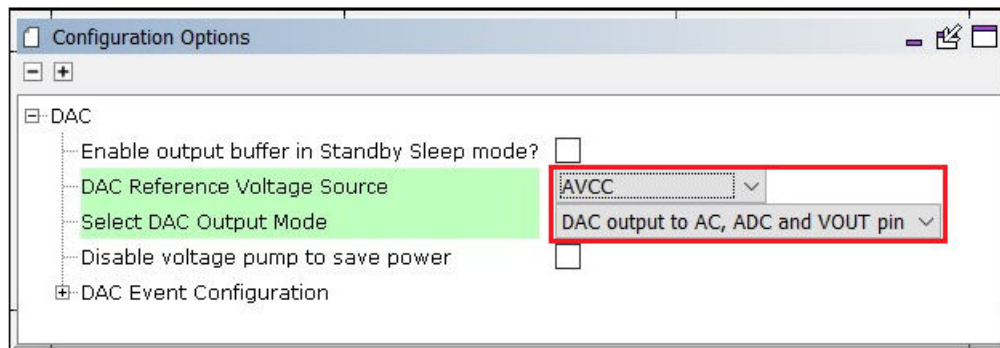 Configuration Options
DAC
Enable output buffer in Standby Sleep mode?
DAC Reference Voltage Source AVCC
Select DAC Output Mode DAC output to AC, ADC and VOUT pin
Disable voltage pump to save power
DAC Event Configuration